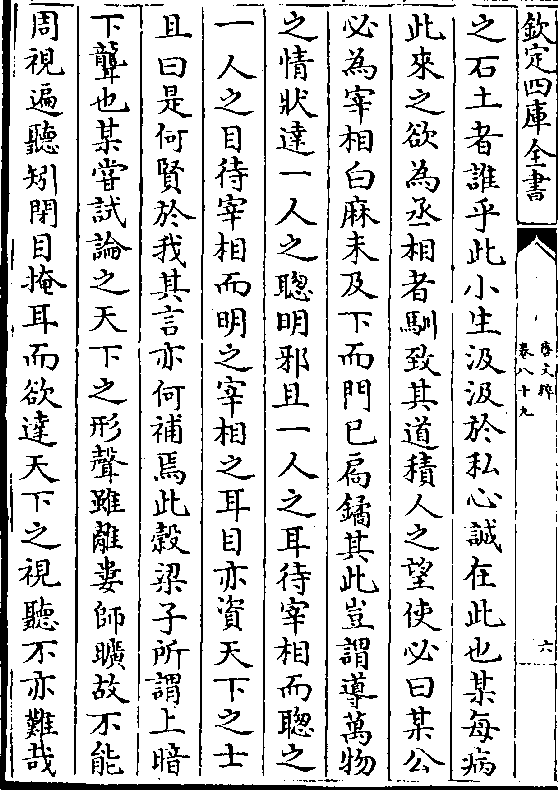 欽定四庫全書
唐文粹
卷八十九
六
之石土者誰乎此小生汲汲於私心誠在此也某每病
此來之欲為丞相者馴致其道積人之望使必曰某公
必為宰相白麻未及下而門已扃鐍其此豈謂導萬物
之情狀達一人之聰明邪且一人之耳待宰相而聰之
一人之目待宰相而明之宰相之耳目亦資天下之士
且曰是何賢於我其言亦何補焉此穀梁子所謂上暗
下聾也某嘗試論之天下之形聲雖離婁師曠故不能
周視遍聽矧閉目掩耳而欲達天下之視聽不亦難哉